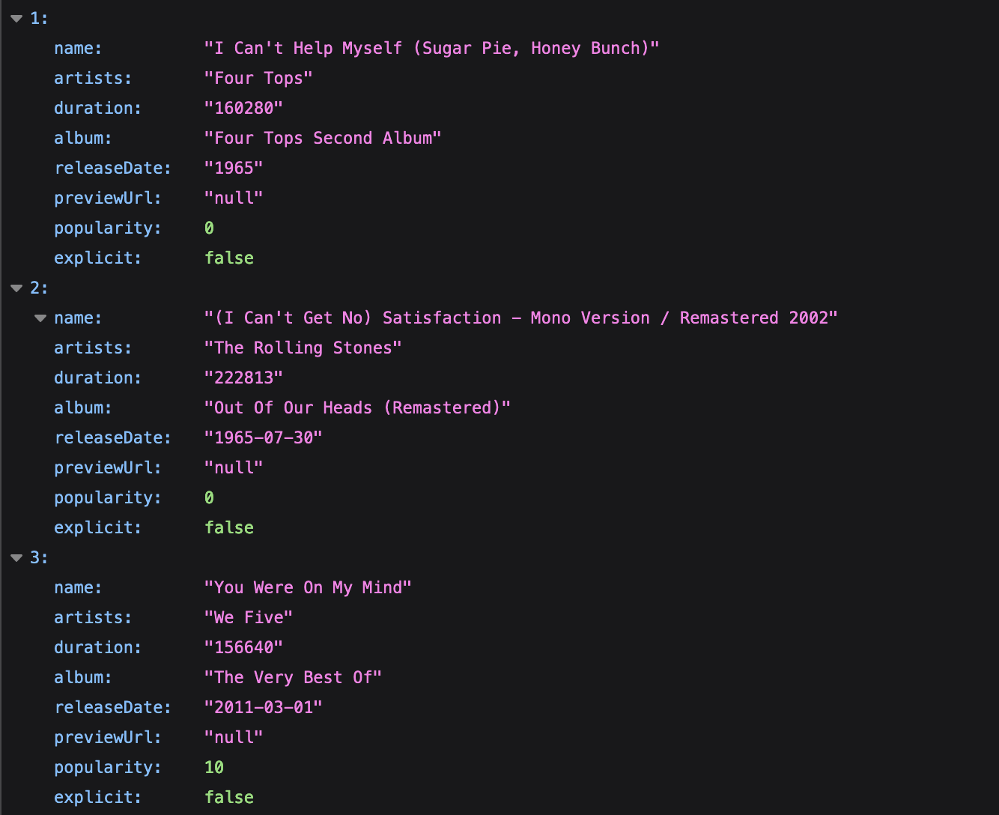 1:
name: "I Can't Help Myself (Sugar Pie, Honey Bunch)"
artists: "Four Tops"
duration: "160280"
album: "Four Tops Second Album"
releaseDate: "1965"
previewUrl: "null"
popularity: 0
explicit: false
2:
name: "(I Can't Get No) Satisfaction - Mono Version / Remastered 2002"
artists: "The Rolling Stones"
duration: "222813"
album: "Out Of Our Heads (Remastered)"
releaseDate: "1965-07-30"
previewUrl: "null"
popularity: 0
explicit: false
3:
name: "You Were On My Mind"
artists: "We Five"
duration: "156640"
album: "The Very Best Of"
releaseDate: "2011-03-01"
previewUrl: "null"
popularity: 10
explicit: false